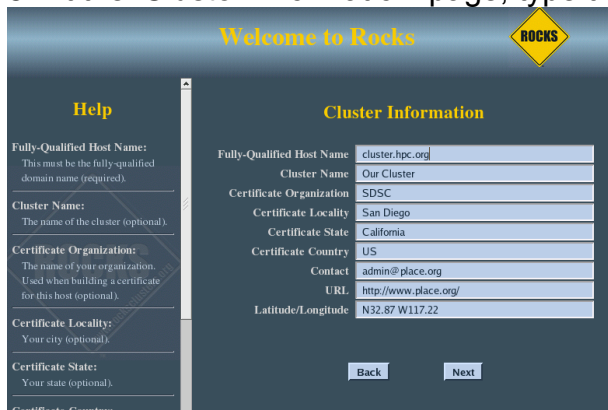 Welcome to Rocks
ROCKS
Help
Fully-Qualified Host Name:
This must be the fully-qualified
domain name (required).
Cluster Name:
The name of the cluster (optional).
Certificate Organization:
The name of your organization.
Used when building a certificate
for this host (optional).
Certificate Locality:
Your city (optional).
Certificate State:
Your state (optional).
Cluster Information
Fully-Qualified Host Name cluster.hpc.org
Cluster Name Our Cluster
Certificate Organization SDSC
Certificate Locality San Diego
Certificate State California
Certificate Country US
Contact admin@place.org
URL http://www.place.org/
Latitude/Longitude N32.87 W117.22
Back Next